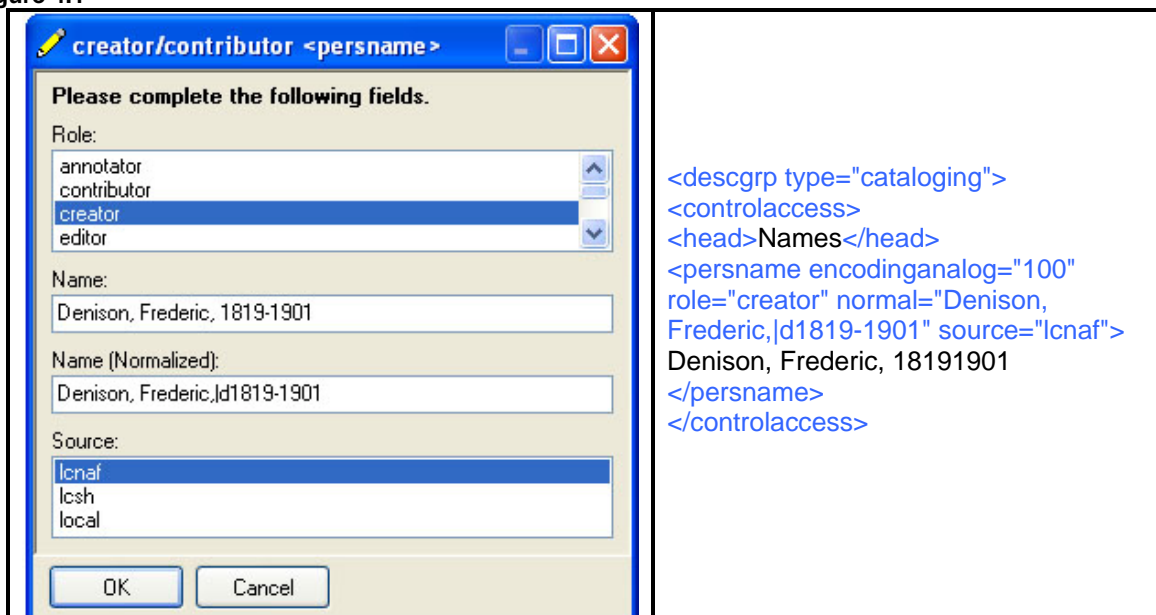 creator/contributor <persname>
Please complete the following fields.
Role:
annotator
contributor
creator
editor
Name:
Denison, Frederic, 1819-1901
Name (Normalized):
Denison, Frederic,|d1819-1901
Source:
lcnaf
lcsh
local
OK
Cancel
<descgrp type="cataloging">
<controlaccess>
<head>Names</head>
<persname encodinganalog="100"
role="creator" normal="Denison,
Frederic,|d1819-1901" source="lcnaf">
Denison, Frederic, 18191901
</persname>
</controlaccess>